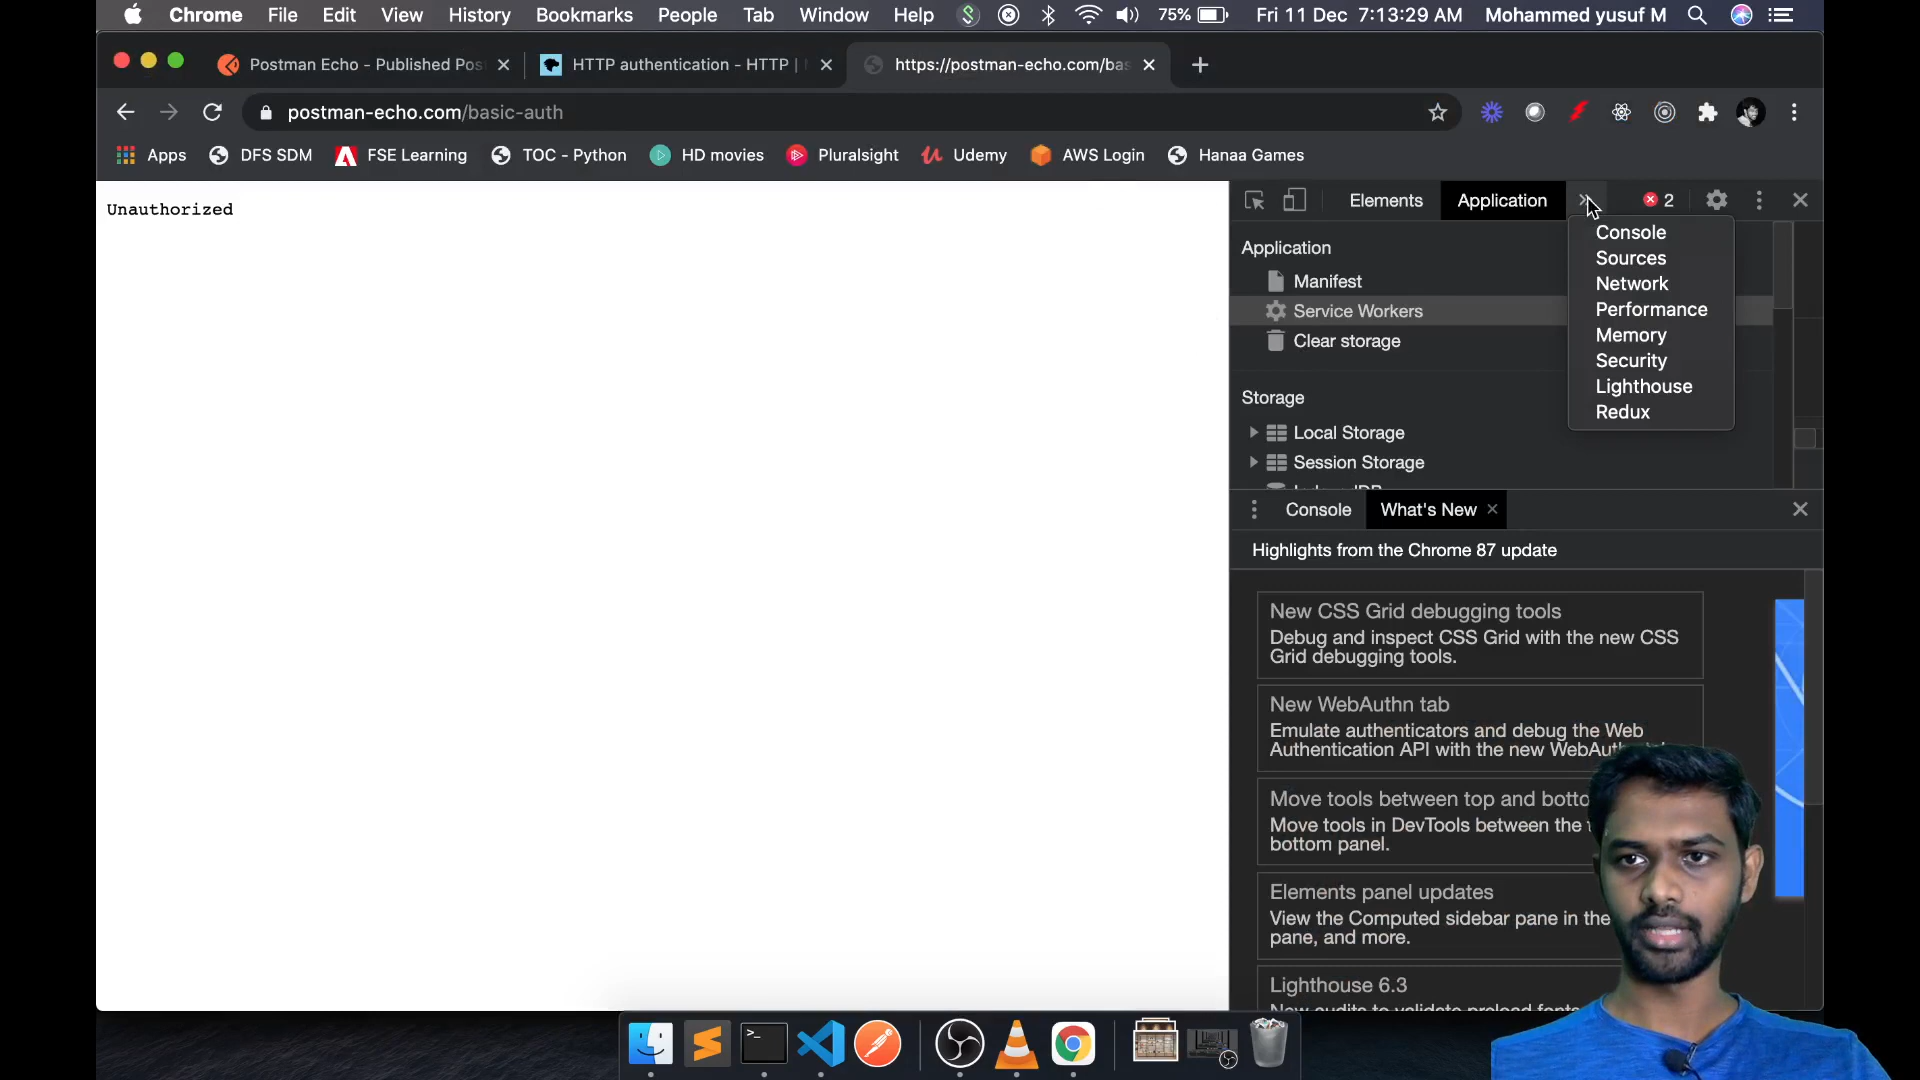 Chrome File Edit View History Bookmarks People Tab Window Help 75% Fri 11 Dec 7:13:29 AM Mohammed yusuf M
Postman Echo - Published Pos HTTP authentication - HTTP | https://postman-echo.com/bas
postman-echo.com/basic-auth
Apps DFS SDM FSE Learning TOC - Python HD movies Pluralsight Udemy AWS Login Hanaa Games
Unauthorized
Elements Application 2
Console
Sources
Network
Performance
Memory
Security
Lighthouse
Redux
Application
Manifest
Service Workers
Clear storage
Storage
Local Storage
Session Storage
Console What's New
Highlights from the Chrome 87 update
New CSS Grid debugging tools
Debug and inspect CSS Grid with the new CSS
Grid debugging tools.
New WebAuthn tab
Emulate authenticators and debug the Web
Authentication API with the new WebAuth
Move tools between top and botto
Move tools in DevTools between the
bottom panel.
Elements panel updates
View the Computed sidebar pane in the
pane, and more.
Lighthouse 6.3